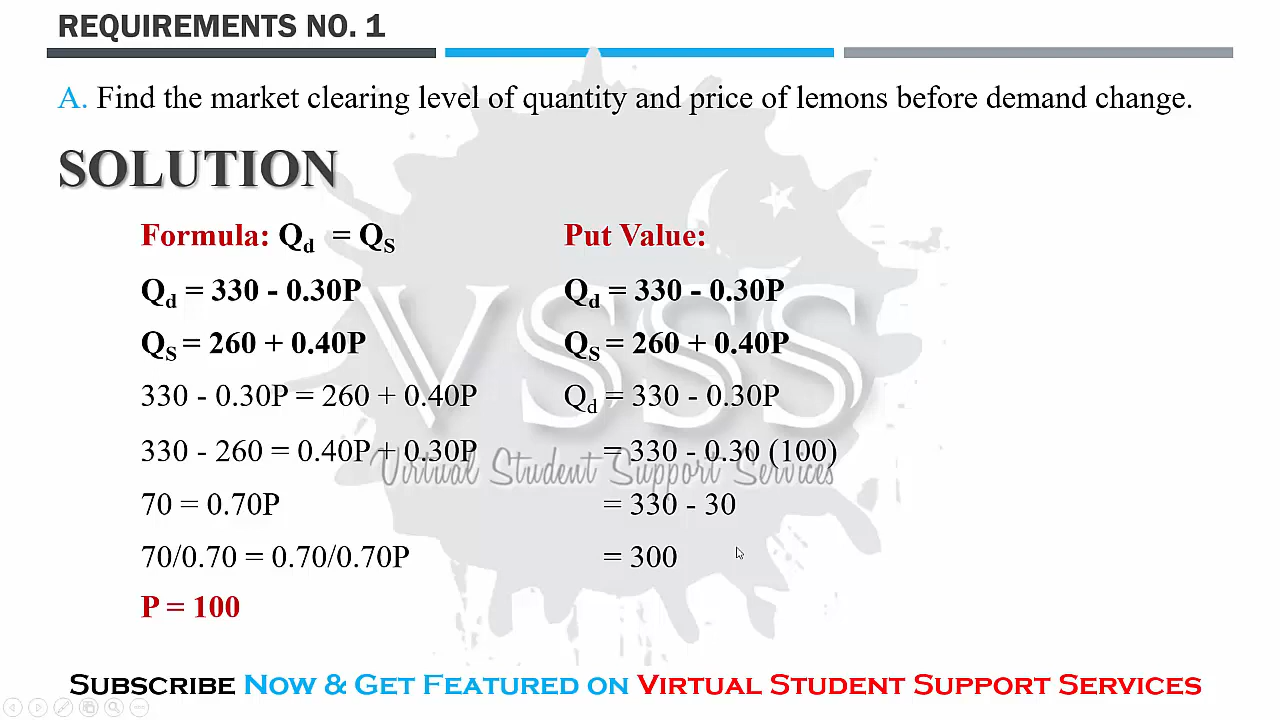 REQUIREMENTS NO. 1
A. Find the market clearing level of quantity and price of lemons before demand change.
SOLUTION
Formula: Qd = QS
Qd = 330 - 0.30P
QS = 260 + 0.40P
330 - 0.30P = 260 + 0.40P
330 - 260 = 0.40P + 0.30P
70 = 0.70P
70/0.70 = 0.70/0.70P
P = 100
Put Value:
Qd = 330 - 0.30P
QS = 260 + 0.40P
Qd = 330 - 0.30P
= 330 - 0.30 (100)
= 330 - 30
= 300
VSSS
Virtual Student Support Services
SUBSCRIBE NOW & GET FEATURED ON VIRTUAL STUDENT SUPPORT SERVICES